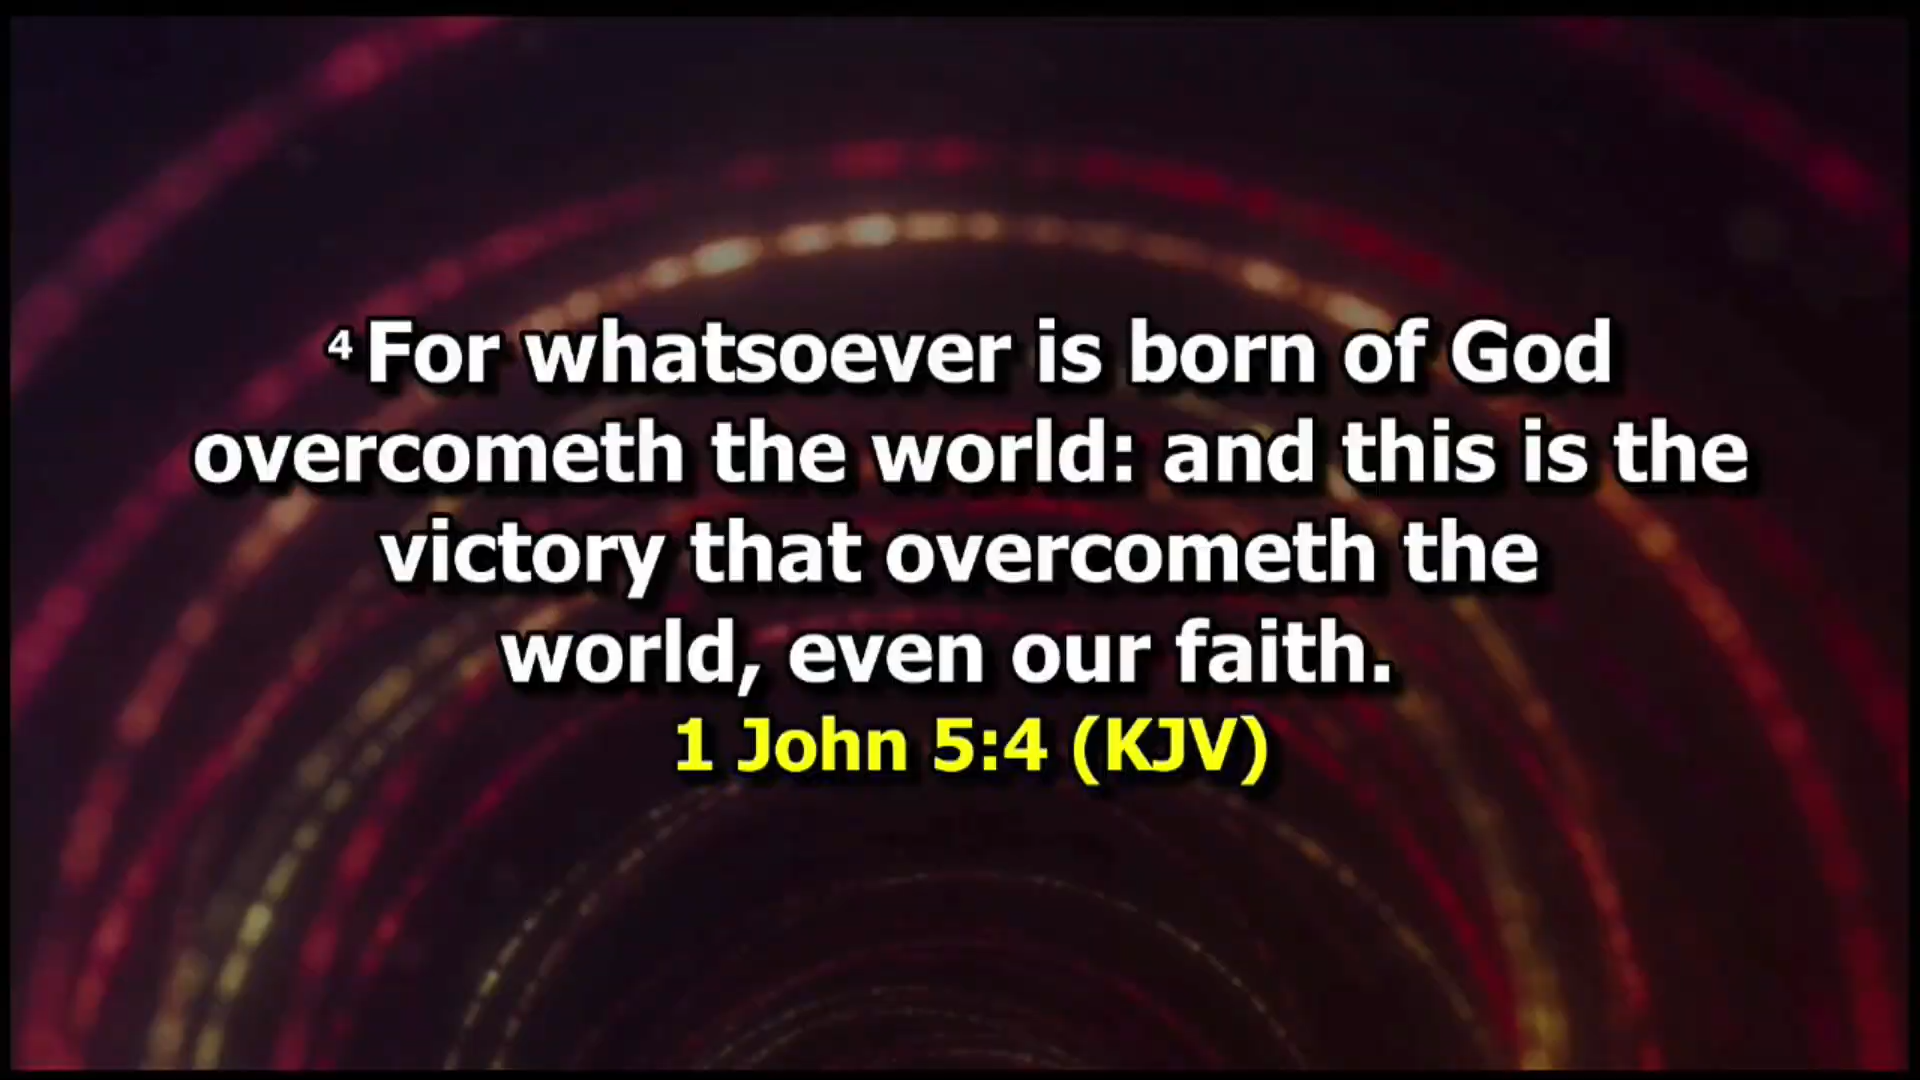 4 For whatsoever is born of God
overcometh the world: and this is the
victory that overcometh the
world, even our faith.
1 John 5:4 (KJV)